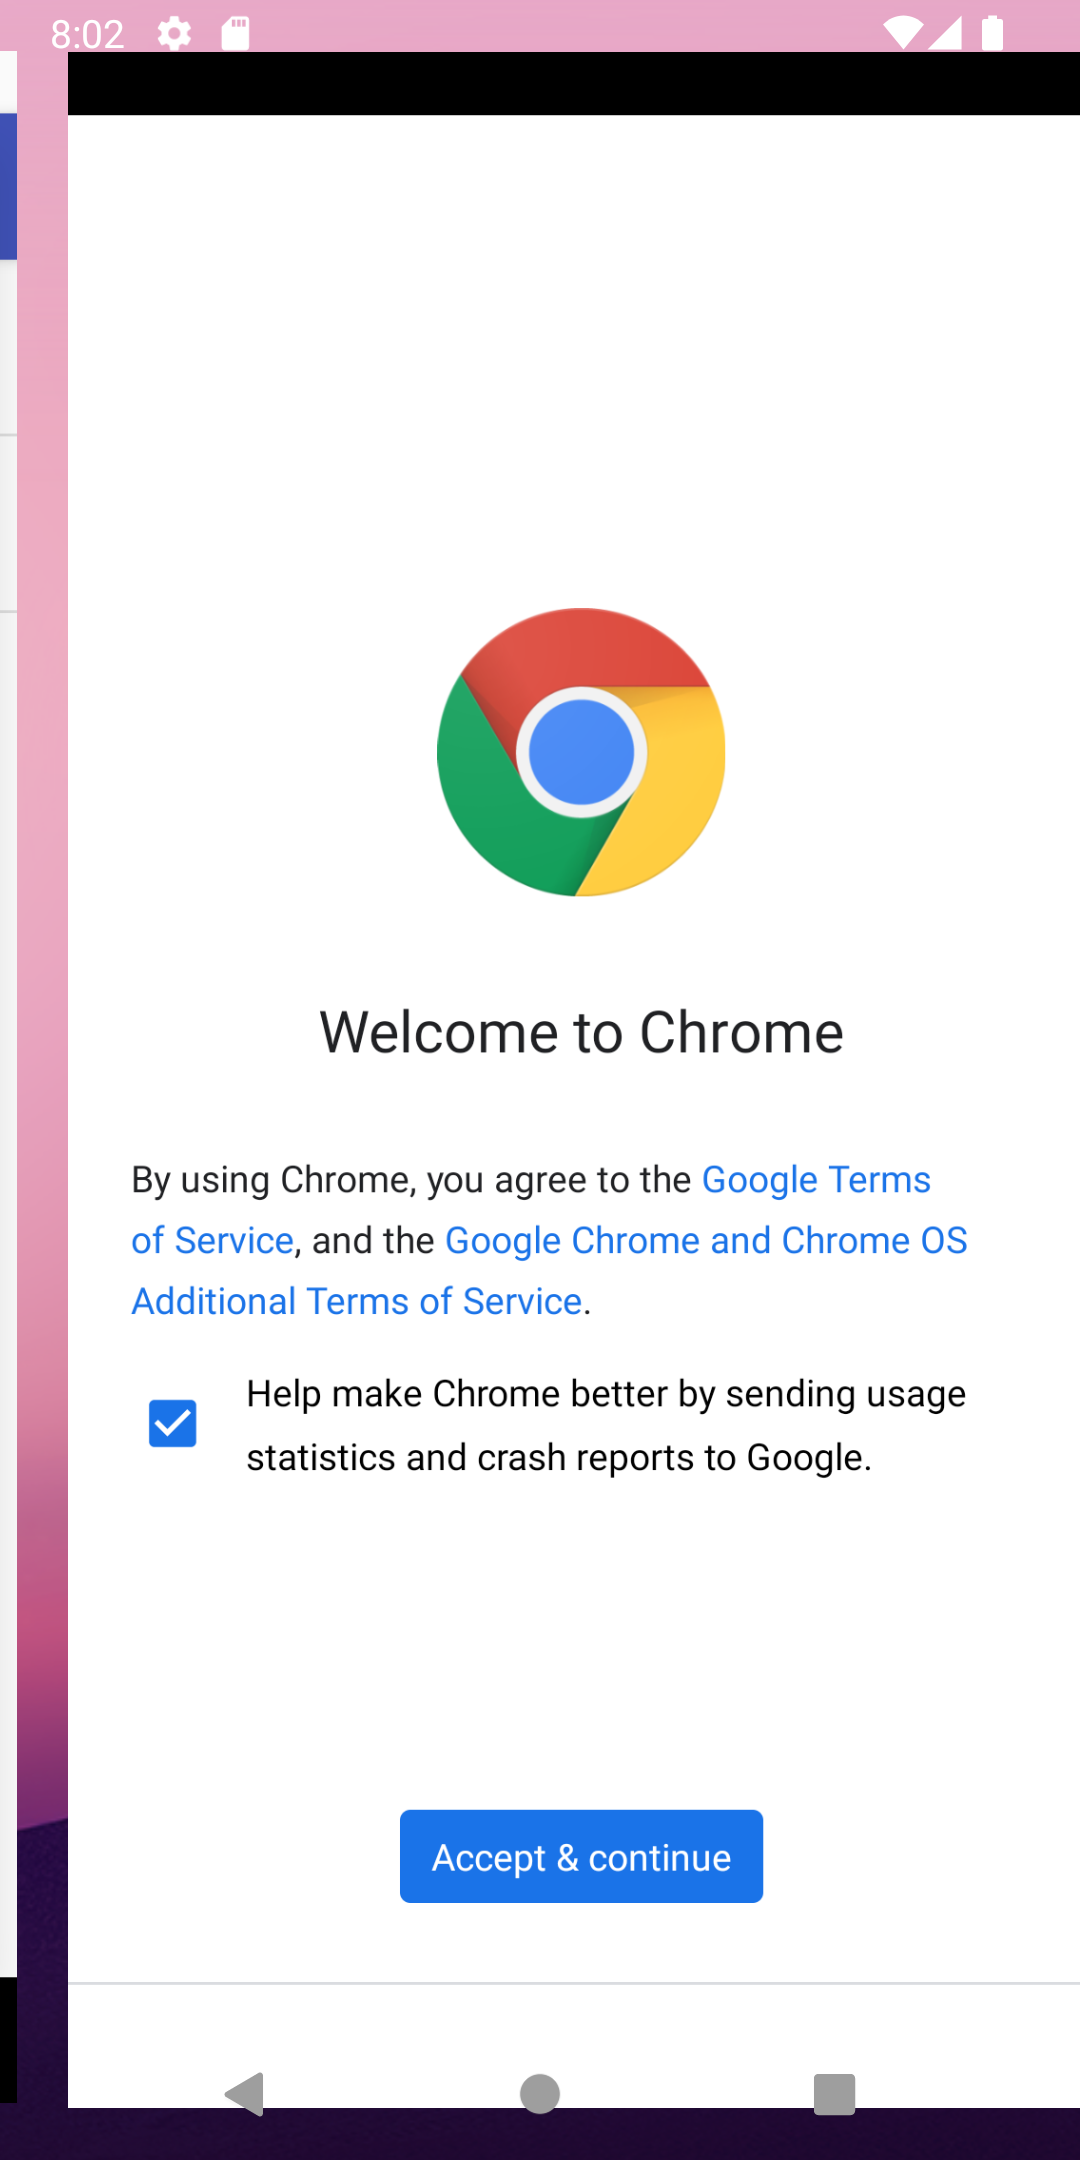 8:02
Welcome to Chrome
By using Chrome, you agree to the Google Terms
of Service, and the Google Chrome and Chrome OS
Additional Terms of Service.
Help make Chrome better by sending usage
statistics and crash reports to Google.
Accept & continue